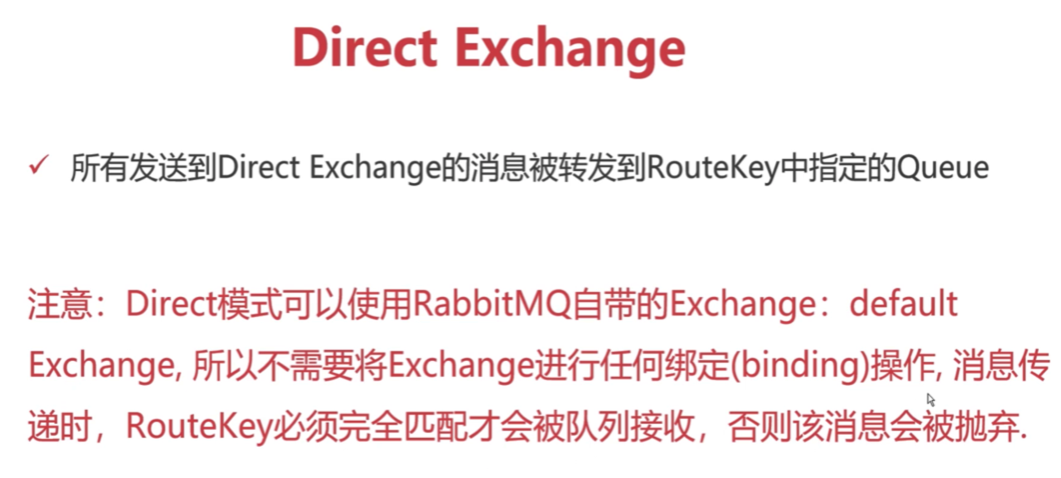 Direct Exchange
✓ 所有发送到Direct Exchange的消息被转发到RouteKey中指定的Queue
注意：Direct模式可以使用RabbitMQ自带的Exchange：default
Exchange, 所以不需要将Exchange进行任何绑定(binding)操作, 消息传
递时，RouteKey必须完全匹配才会被队列接收，否则该消息会被抛弃.